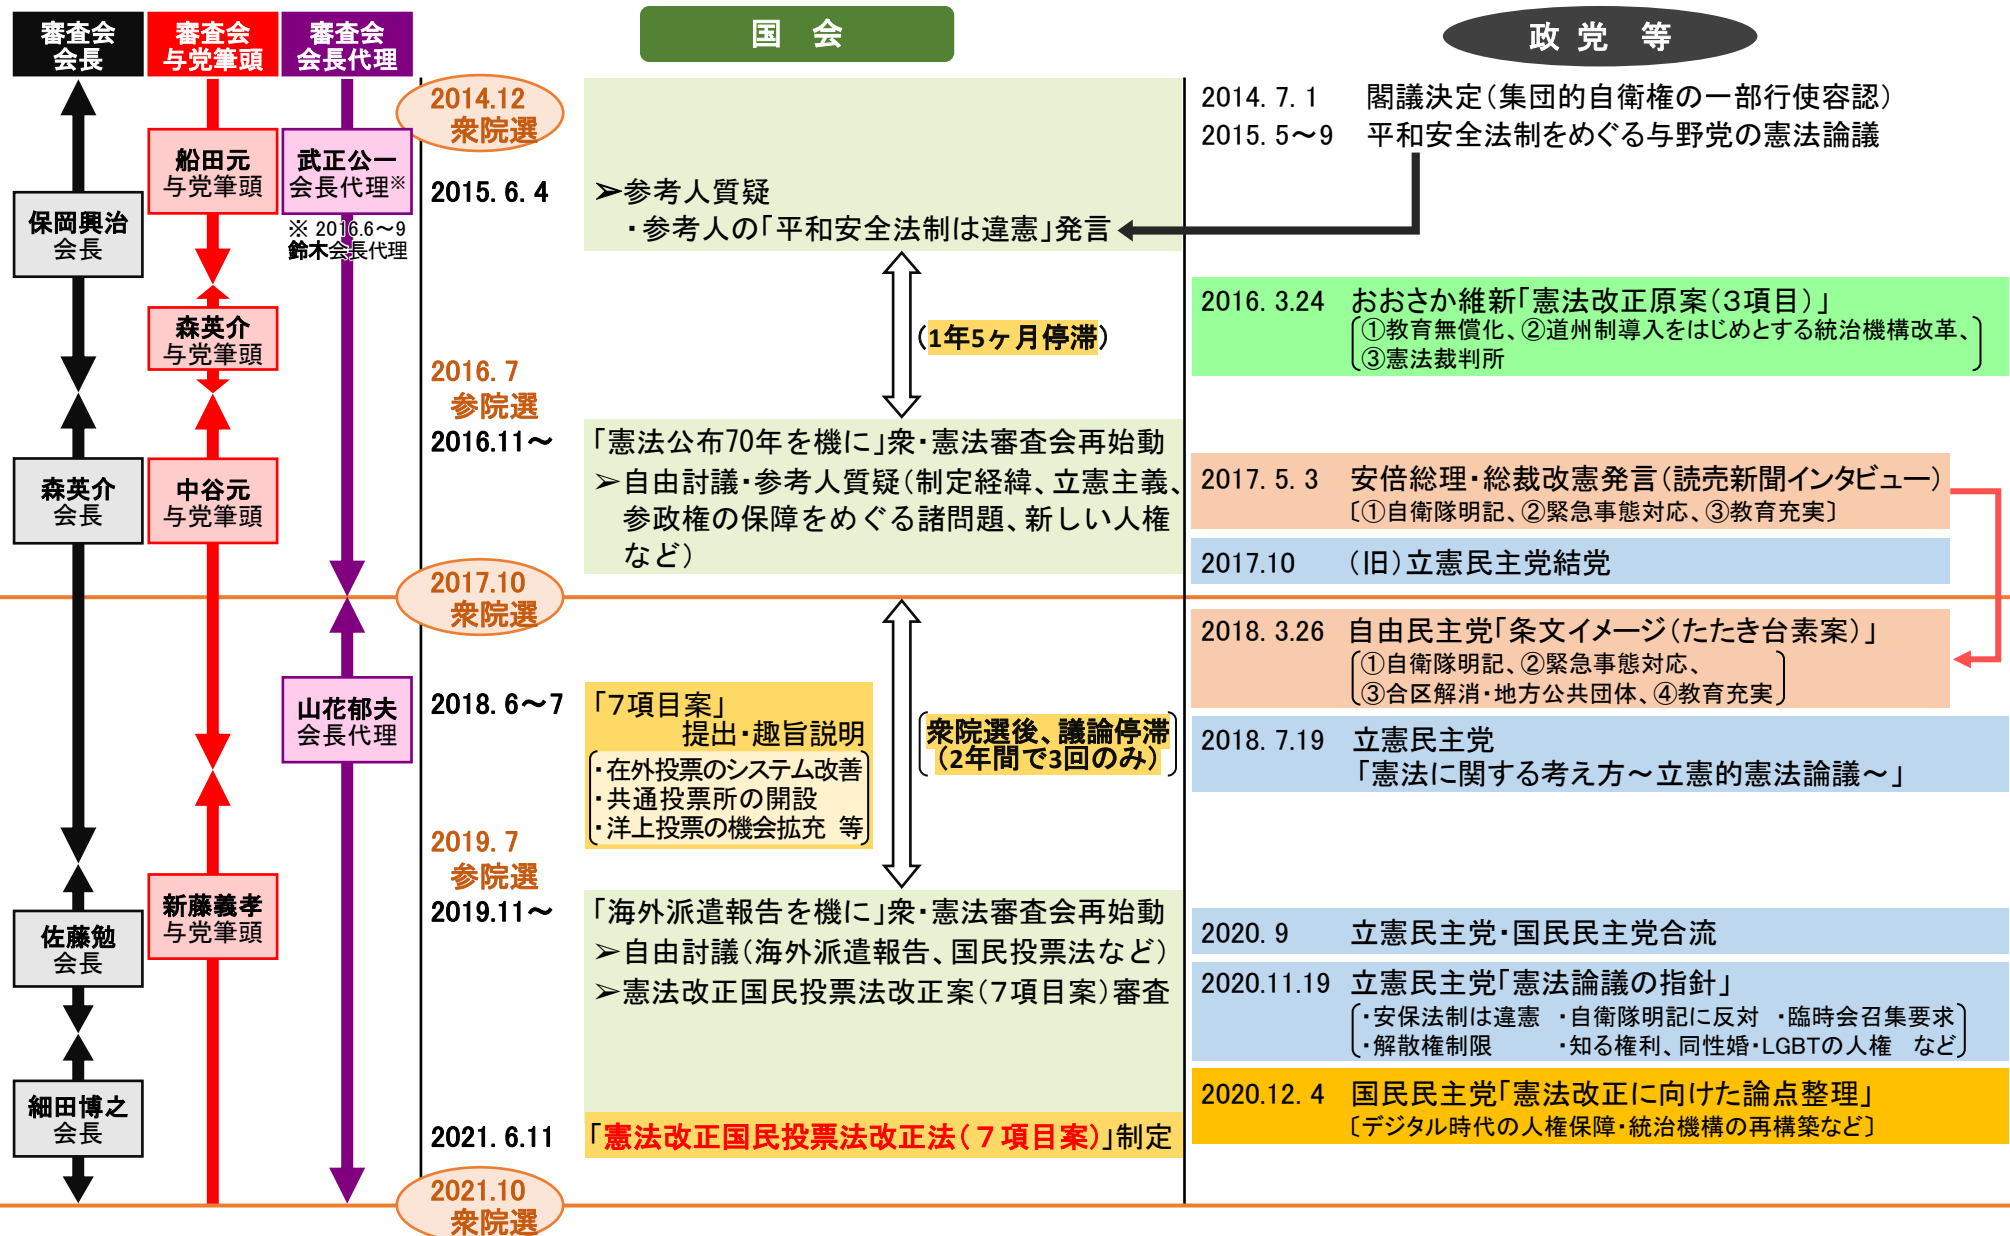 審査会
会長
審査会
与党筆頭
審査会
会長代理
国 会
政 党 等
保岡興治
会長
森英介
会長
佐藤勉
会長
細田博之
会長
船田元
与党筆頭
森英介
与党筆頭
中谷元
与党筆頭
新藤義孝
与党筆頭
武正公一
会長代理※
※ 2016.6～9
鈴木会長代理
山花郁夫
会長代理
2014.12
衆院選
2015. 6. 4
➢参考人質疑
・参考人の「平和安全法制は違憲」発言
(1年5ヶ月停滞)
2016. 7
参院選
2016.11～
「憲法公布70年を機に」衆・憲法審査会再始動
➢自由討議・参考人質疑(制定経緯、立憲主義、
参政権の保障をめぐる諸問題、新しい人権
など)
2017.10
衆院選
2018. 6～7
「7項目案」
提出・趣旨説明
・在外投票のシステム改善
・共通投票所の開設
・洋上投票の機会拡充 等
衆院選後、議論停滞
(2年間で3回のみ)
2019. 7
参院選
2019.11～
「海外派遣報告を機に」衆・憲法審査会再始動
➢自由討議(海外派遣報告、国民投票法など)
➢憲法改正国民投票法改正案(7項目案)審査
2021. 6.11
「憲法改正国民投票法改正法(７項目案)」制定
2021.10
衆院選
2014. 7. 1 閣議決定(集団的自衛権の一部行使容認)
2015. 5～9 平和安全法制をめぐる与野党の憲法論議
2016. 3.24 おおさか維新「憲法改正原案(3項目)」
①教育無償化、②道州制導入をはじめとする統治機構改革、
③憲法裁判所
2017. 5. 3 安倍総理・総裁改憲発言(読売新聞インタビュー)
〔①自衛隊明記、②緊急事態対応、③教育充実〕
2017.10 (旧)立憲民主党結党
2018. 3.26 自由民主党「条文イメージ(たたき台素案)」
①自衛隊明記、②緊急事態対応、
③合区解消・地方公共団体、④教育充実
2018. 7.19 立憲民主党
「憲法に関する考え方～立憲的憲法論議～」
2020. 9 立憲民主党・国民民主党合流
2020.11.19 立憲民主党「憲法論議の指針」
・安保法制は違憲 ・自衛隊明記に反対 ・臨時会召集要求
・解散権制限 ・知る権利、同性婚・LGBTの人権 など
2020.12. 4 国民民主党「憲法改正に向けた論点整理」
〔デジタル時代の人権保障・統治機構の再構築など〕